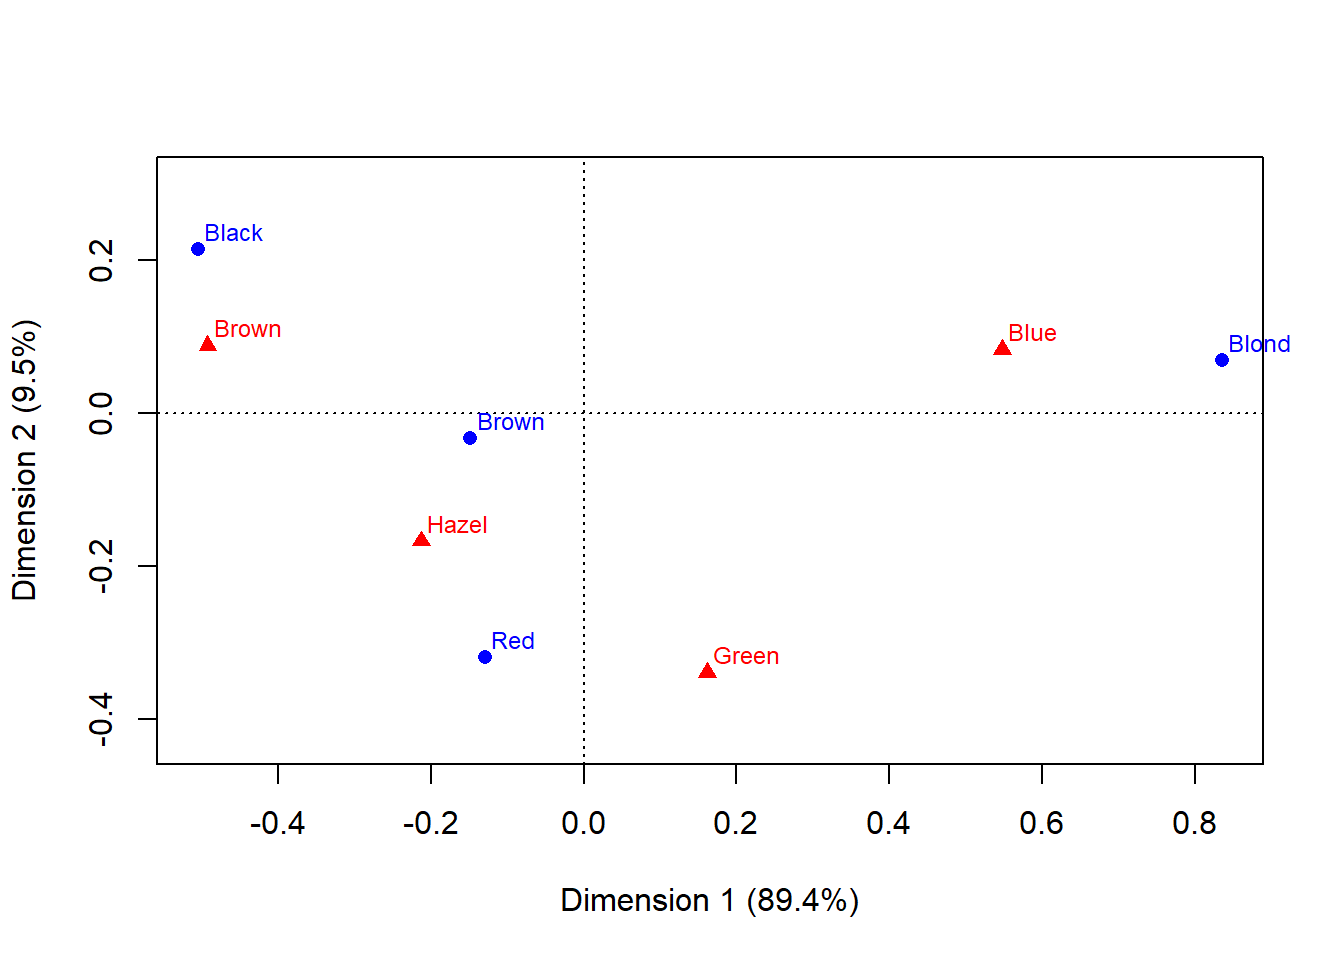 Black
Brown
Blue
Blond
Brown
Hazel
Red
Green
0.2
0.0
-0.2
-0.4
Dimension 2 (9.5%)
-0.4 -0.2 0.0 0.2 0.4 0.6 0.8
Dimension 1 (89.4%)